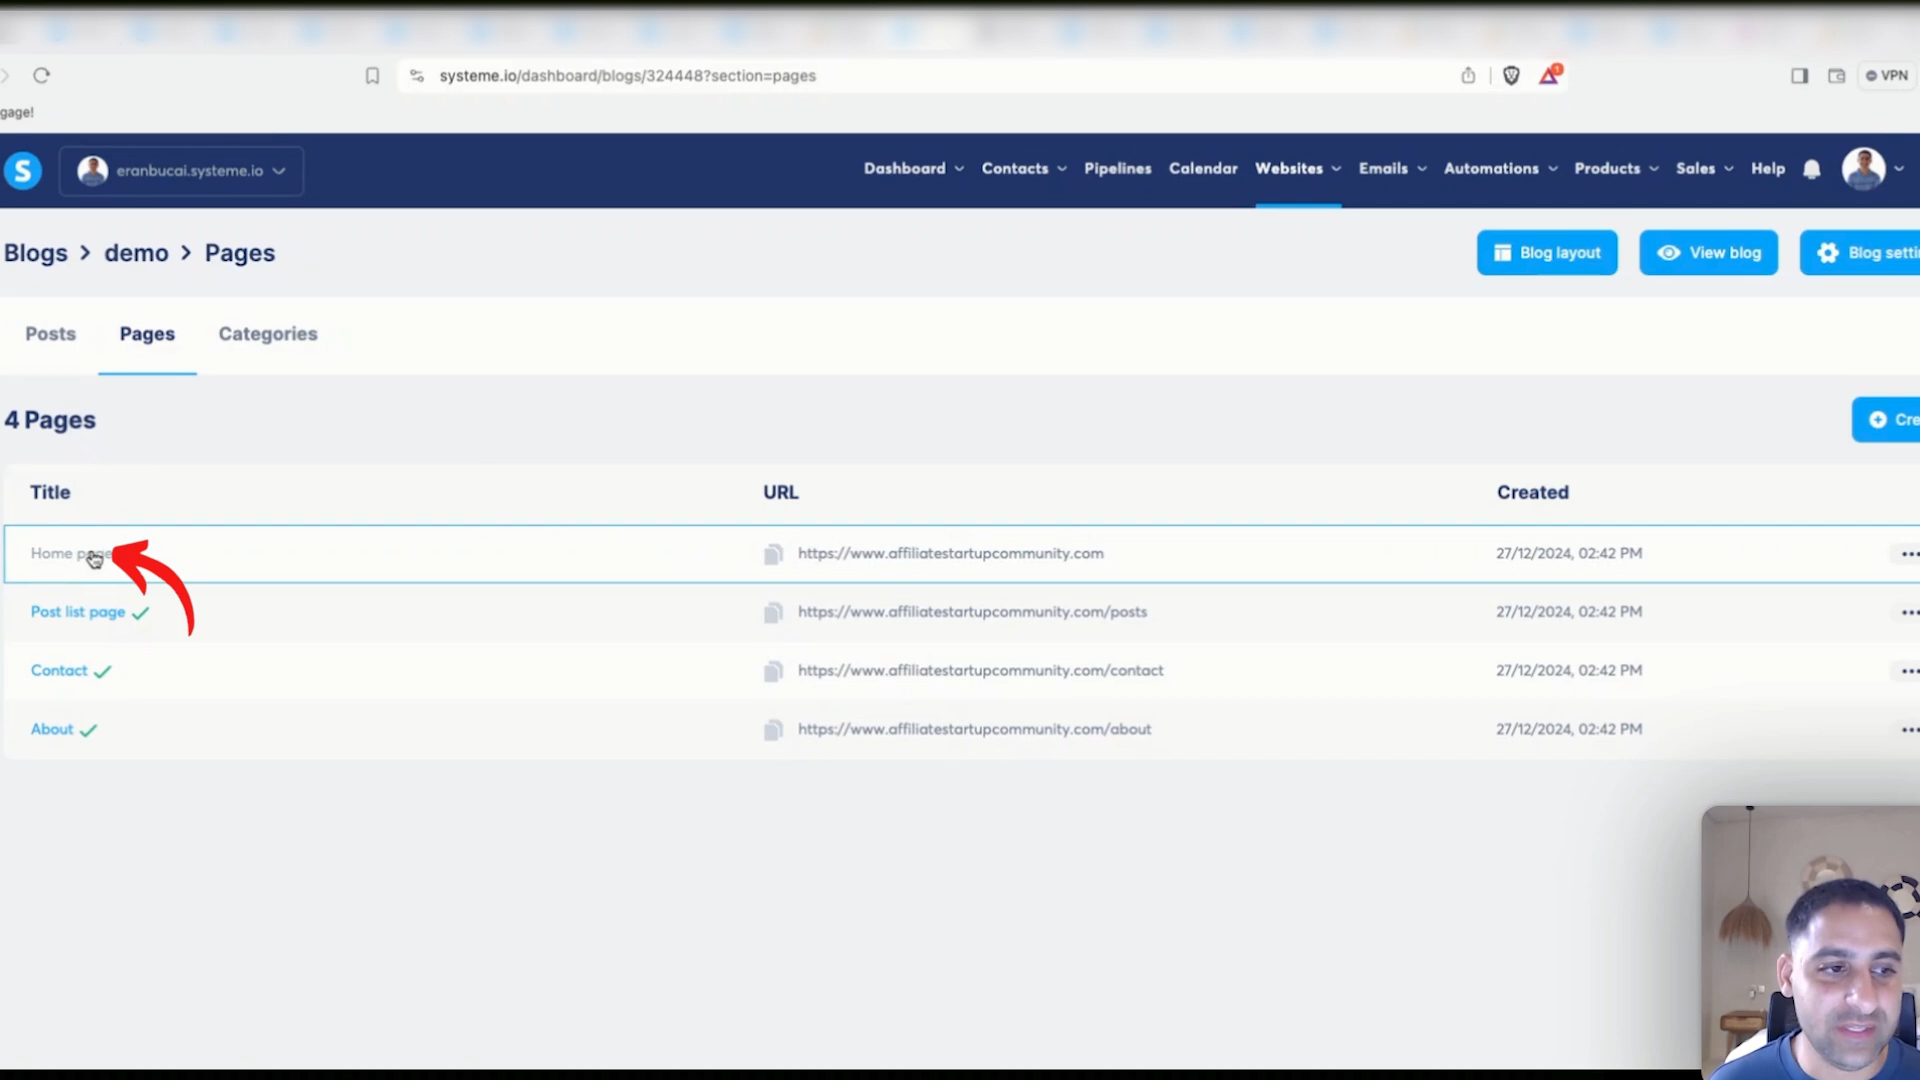 systeme.io/dashboard/blogs/324448?section=pages
1
VPN
gage!
S
eranbucai.systeme.io
Dashboard
Contacts
Pipelines
Calendar
Websites
Emails
Automations
Products
Sales
Help
Blogs > demo > Pages
Blog layout
View blog
Blog setti
Posts
Pages
Categories
4 Pages
Cre
Title
URL
Created
Home page
https://www.affiliatestartupcommunity.com
27/12/2024, 02:42 PM
Post list page
https://www.affiliatestartupcommunity.com/posts
27/12/2024, 02:42 PM
Contact
https://www.affiliatestartupcommunity.com/contact
27/12/2024, 02:42 PM
About
https://www.affiliatestartupcommunity.com/about
27/12/2024, 02:42 PM